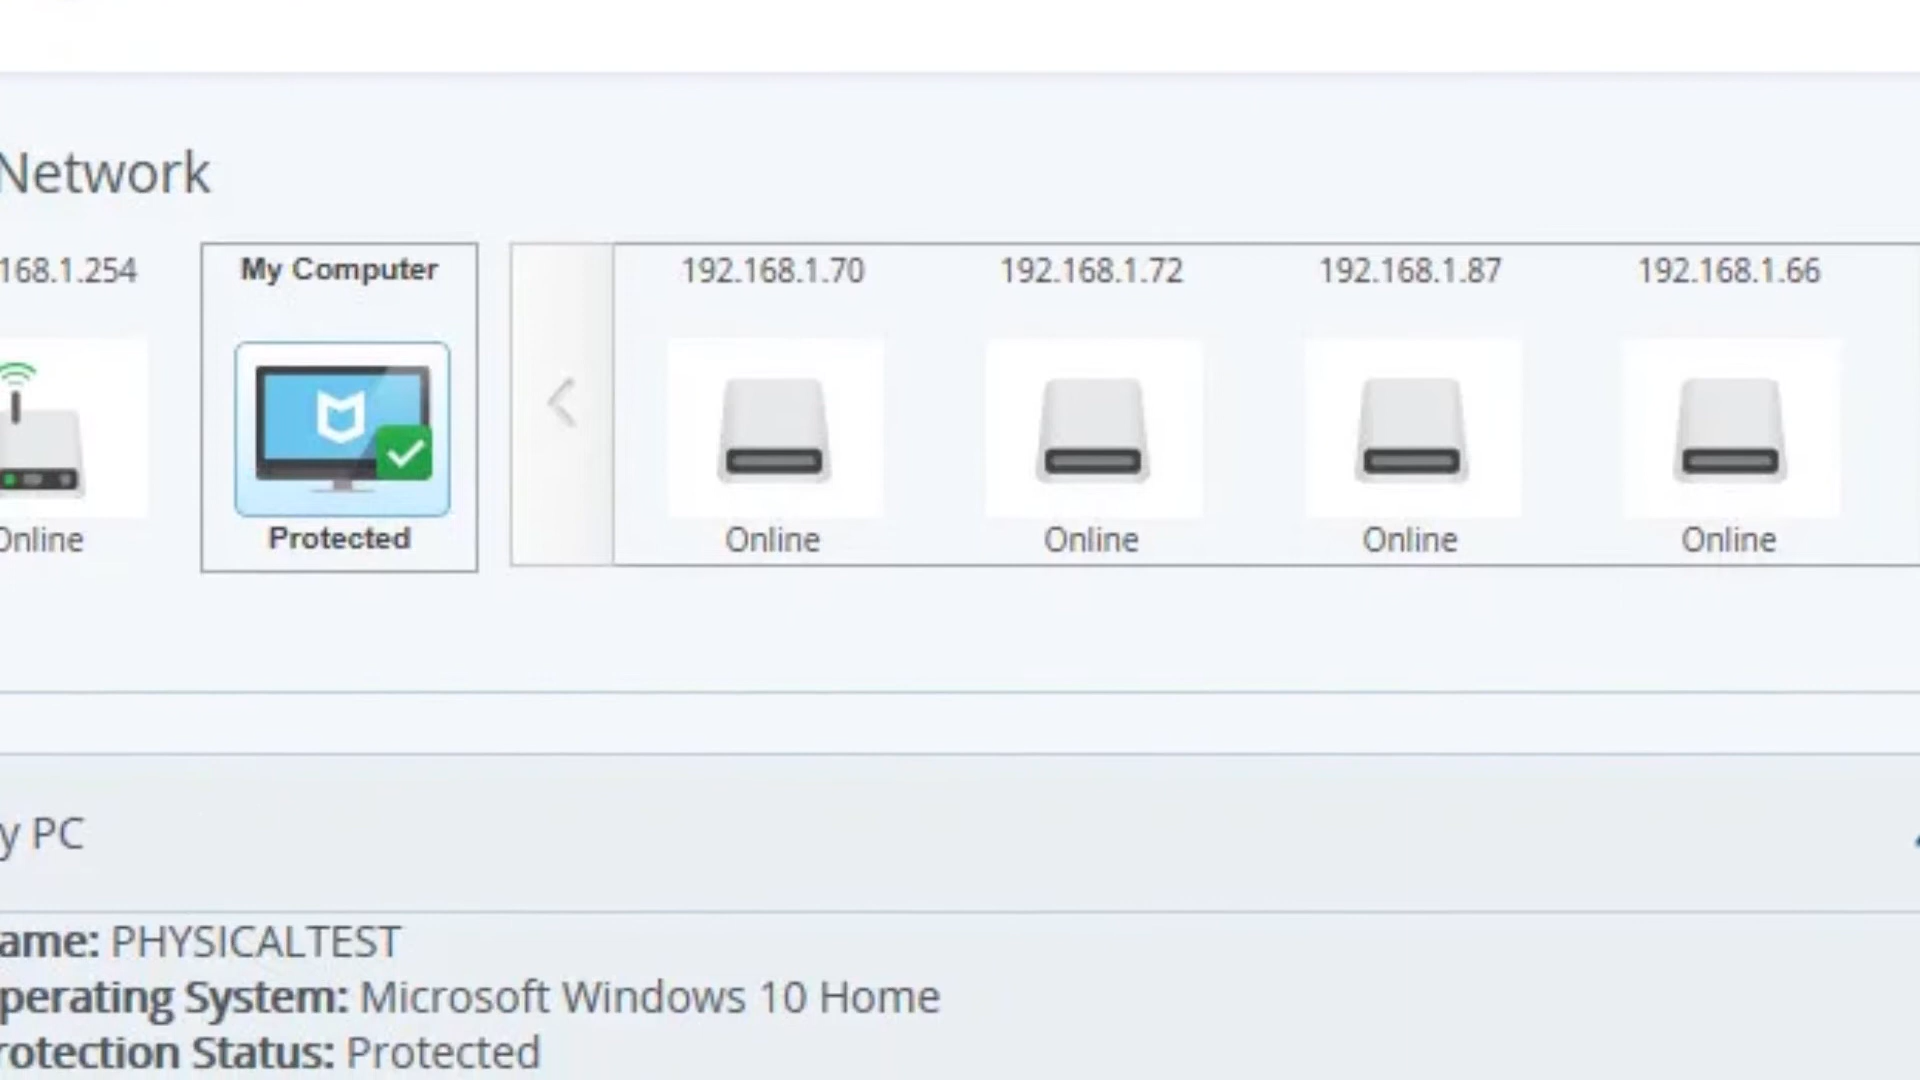 Network
168.1.254
My Computer
192.168.1.70
192.168.1.72
192.168.1.87
192.168.1.66
Online
Protected
Online
Online
Online
Online
y PC
ame: PHYSICALTEST
perating System: Microsoft Windows 10 Home
rotection Status: Protected